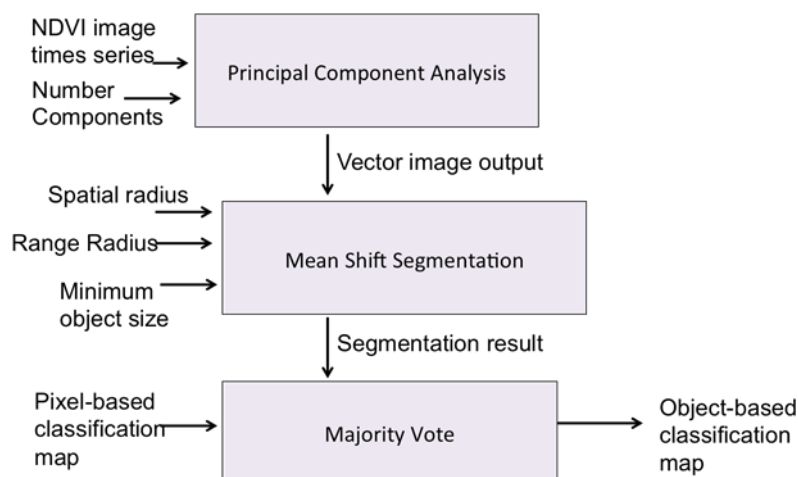 NDVI image
times series
Number
Components
Principal Component Analysis
Vector image output
Spatial radius
Range Radius
Minimum
object size
Mean Shift Segmentation
Segmentation result
Pixel-based
classification
map
Majority Vote
Object-based
classification
map